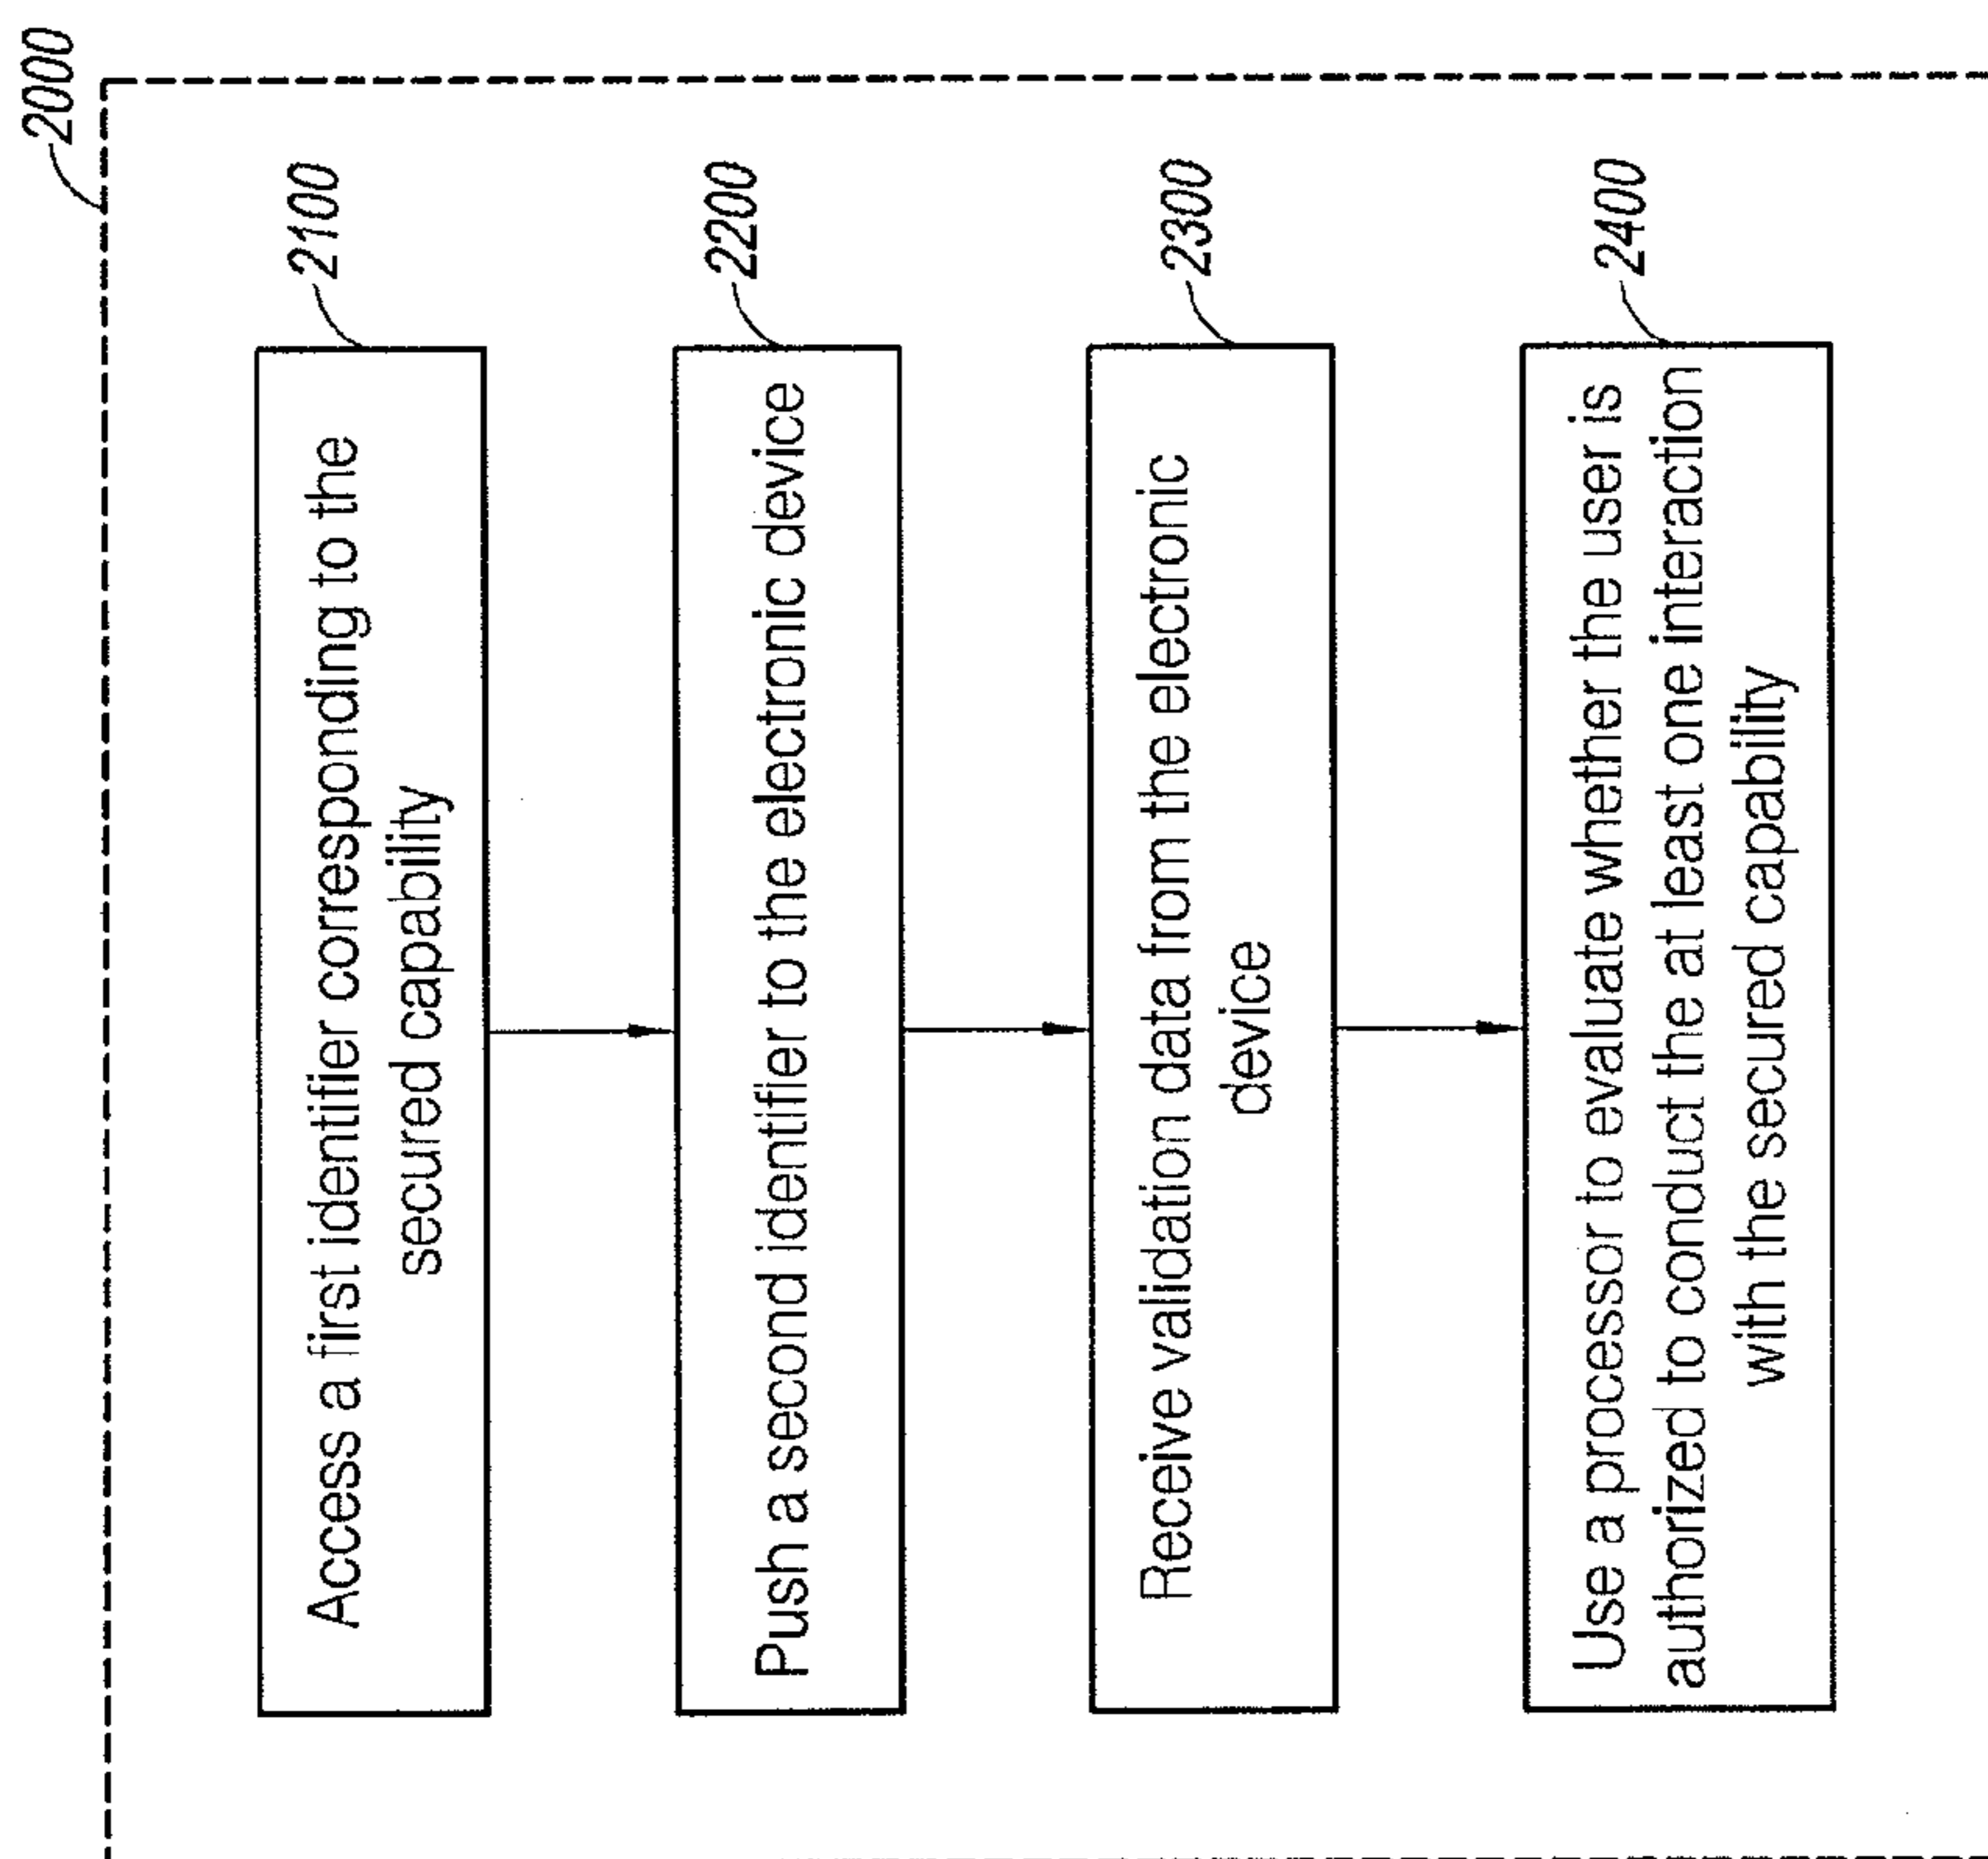 2000
2100
Access a first identifier corresponding to the
secured capability
2200
Push a second identifier to the electronic device
2300
Receive validation data from the electronic
device
2400
Use a processor to evaluate whether the user is
authorized to conduct the at least one interaction
with the secured capability